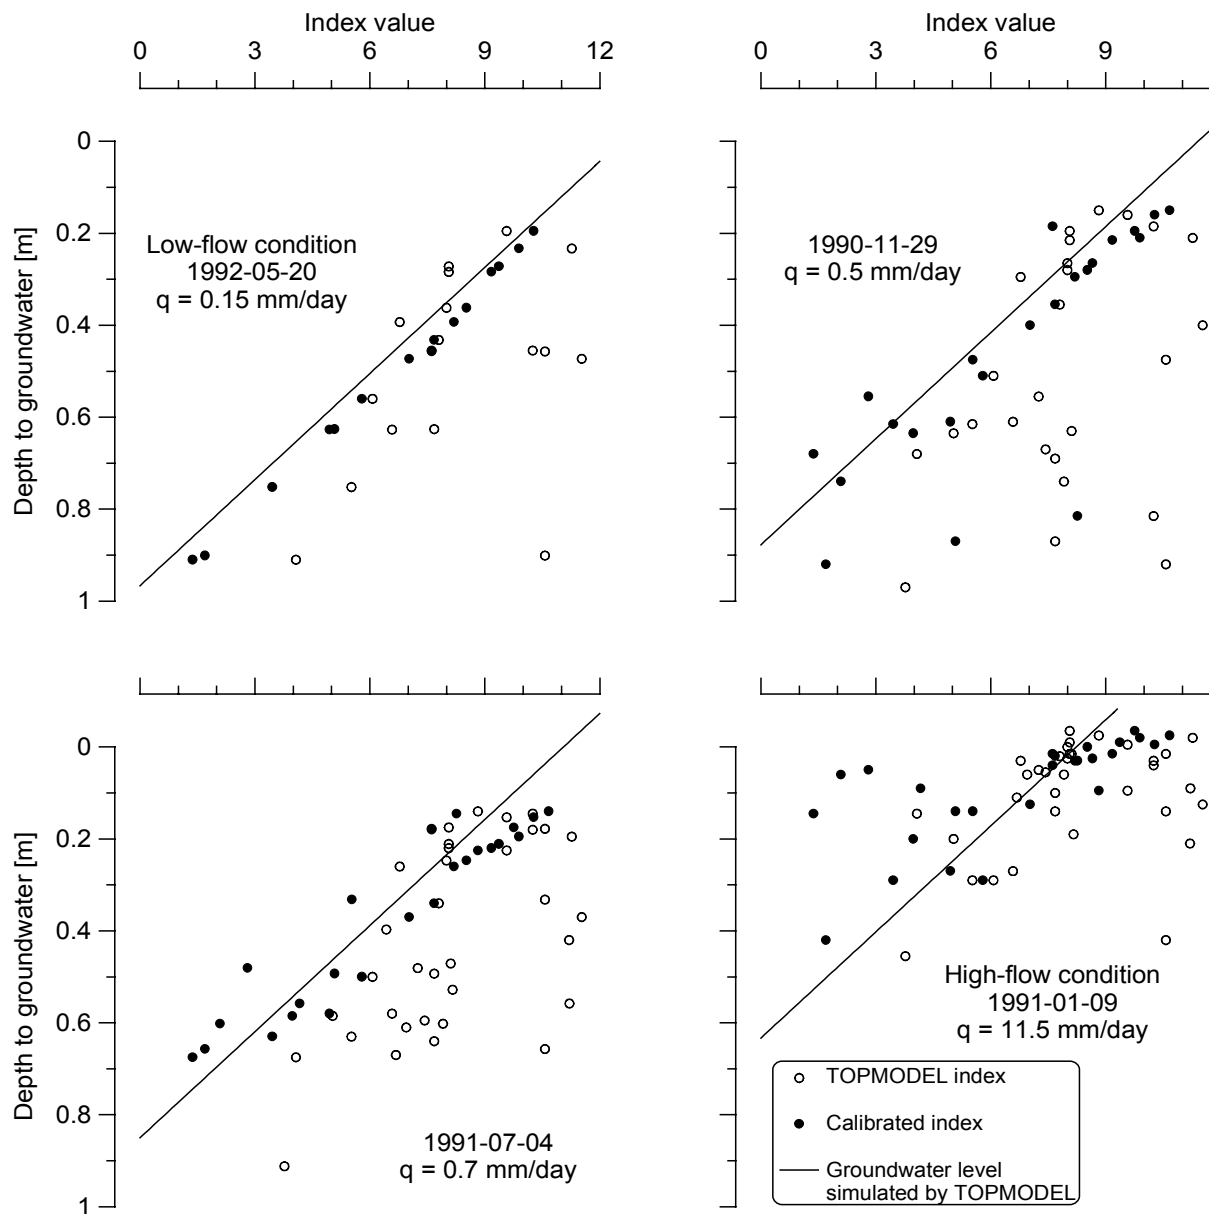 Index value
0 3 6 9 12
Index value
0 3 6 9
Depth to groundwater [m]
0
0.2
0.4
0.6
0.8
1
Low-flow condition
1992-05-20
q = 0.15 mm/day
1990-11-29
q = 0.5 mm/day
Depth to groundwater [m]
0
0.2
0.4
0.6
0.8
1
1991-07-04
q = 0.7 mm/day
High-flow condition
1991-01-09
q = 11.5 mm/day
TOPMODEL index
Calibrated index
Groundwater level
simulated by TOPMODEL